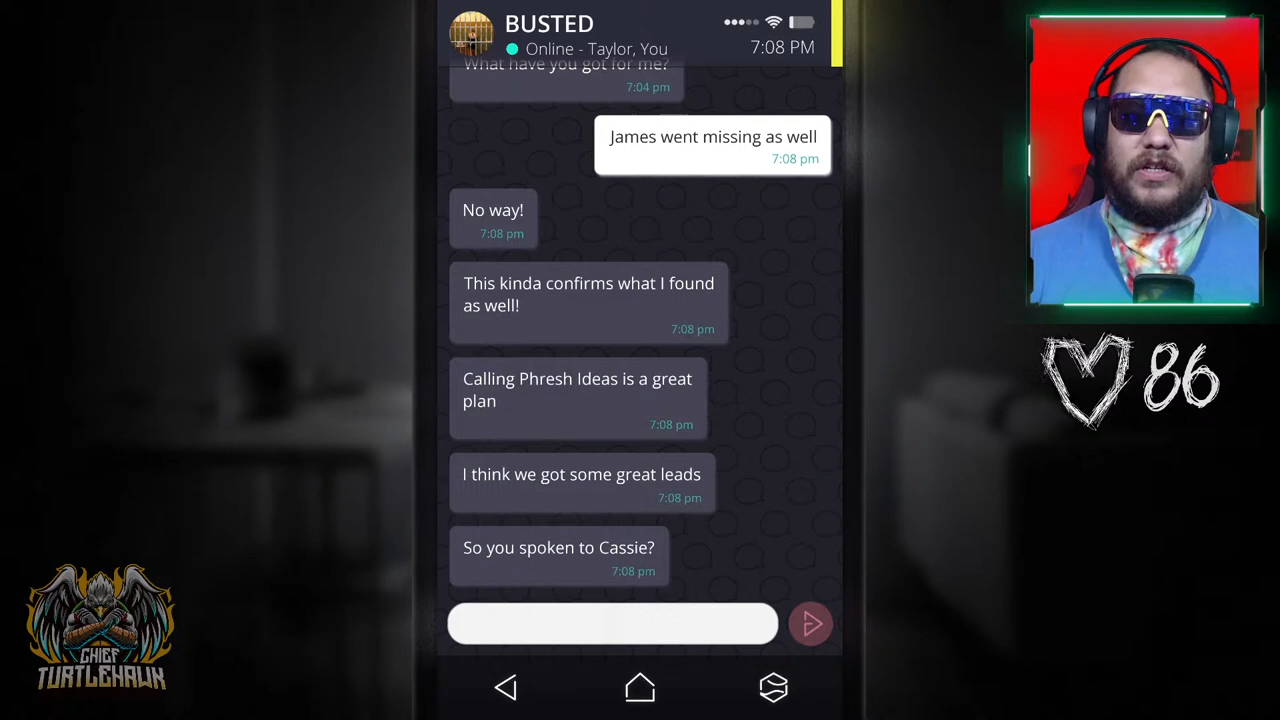 BUSTED
7:08 PM
Online - Taylor, You
What have you got for me?
7:04 pm
James went missing as well
7:08 pm
No way!
7:08 pm
This kinda confirms what I found
as well!
7:08 pm
Calling Phresh Ideas is a great
plan
7:08 pm
I think we got some great leads
7:08 pm
So you spoken to Cassie?
7:08 pm
86
CHIEF
TURTLEHAWK